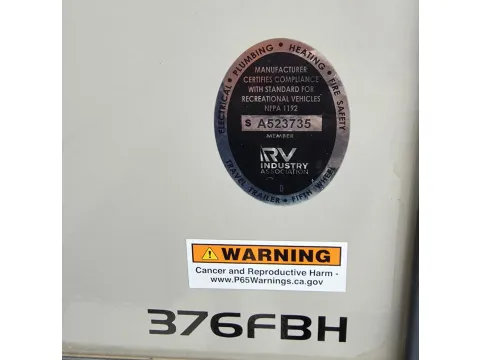 ELECTRICAL • PLUMBING • HEATING • FIRE SAFETY
MANUFACTURER
CERTIFIES COMPLIANCE
WITH STANDARD FOR
RECREATIONAL VEHICLES
NFPA 1192
S A523735
MEMBER
RV
INDUSTRY
ASSOCIATION
TRAVEL TRAILER • FIFTH WHEEL
WARNING
Cancer and Reproductive Harm -
www.P65Warnings.ca.gov
376FBH